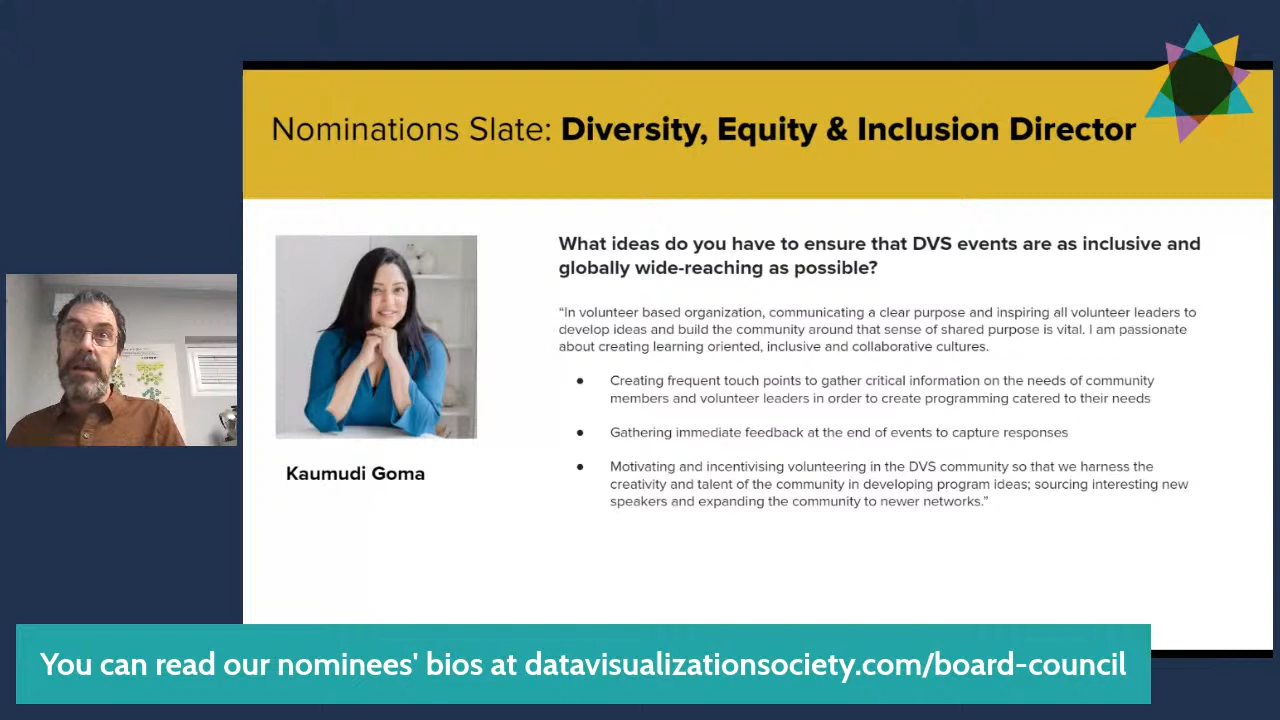 Nominations Slate: Diversity, Equity & Inclusion Director
What ideas do you have to ensure that DVS events are as inclusive and
globally wide-reaching as possible?
“In volunteer based organization, communicating a clear purpose and inspiring all volunteer leaders to
develop ideas and build the community around that sense of shared purpose is vital. I am passionate
about creating learning oriented, inclusive and collaborative cultures.
● Creating frequent touch points to gather critical information on the needs of community
members and volunteer leaders in order to create programming catered to their needs
● Gathering immediate feedback at the end of events to capture responses
● Motivating and incentivising volunteering in the DVS community so that we harness the
creativity and talent of the community in developing program ideas; sourcing interesting new
speakers and expanding the community to newer networks.”
Kaumudi Goma
You can read our nominees' bios at datavisualizationsociety.com/board-council